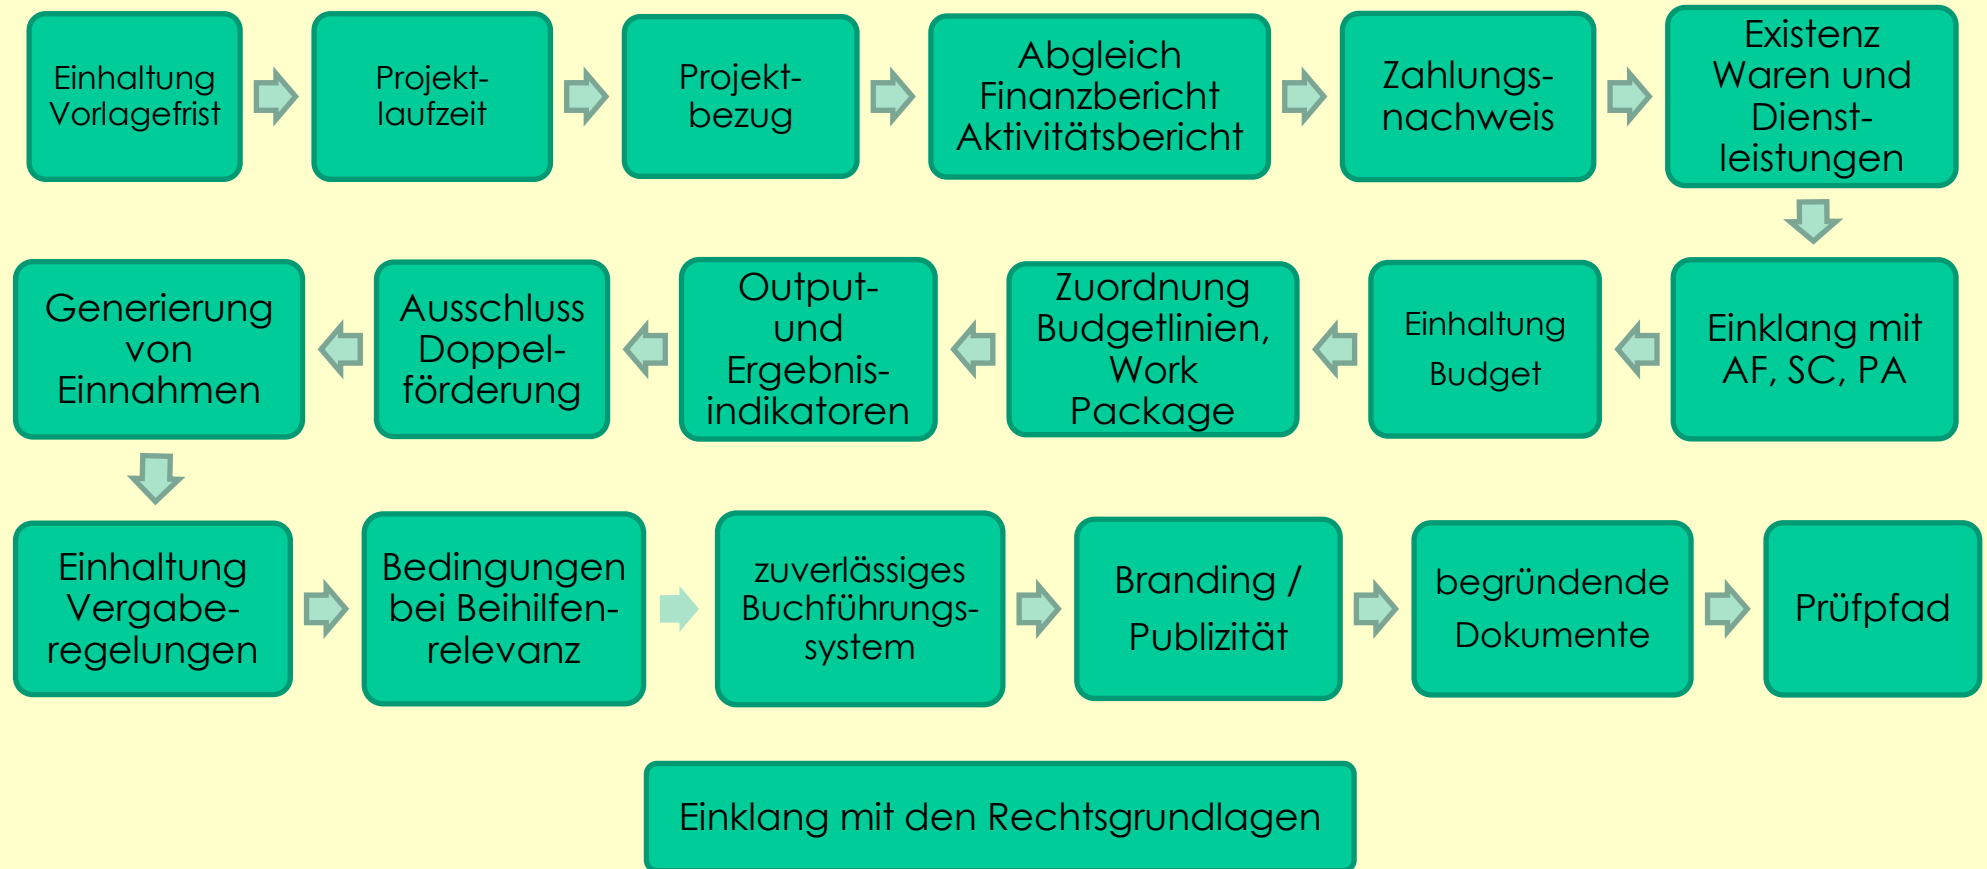 Einhaltung
Vorlagefrist
Projekt-
laufzeit
Projekt-
bezug
Abgleich
Finanzbericht
Aktivitätsbericht
Zahlungs-
nachweis
Existenz
Waren und
Dienst-
leistungen
Einklang mit
AF, SC, PA
Einhaltung
Budget
Zuordnung
Budgetlinien,
Work
Package
Output-
und
Ergebnis-
indikatoren
Ausschluss
Doppel-
förderung
Generierung
von
Einnahmen
Einhaltung
Vergabe-
regelungen
Bedingungen
bei Beihilfen-
relevanz
zuverlässiges
Buchführungs-
system
Branding /
Publizität
begründende
Dokumente
Prüfpfad
Einklang mit den Rechtsgrundlagen